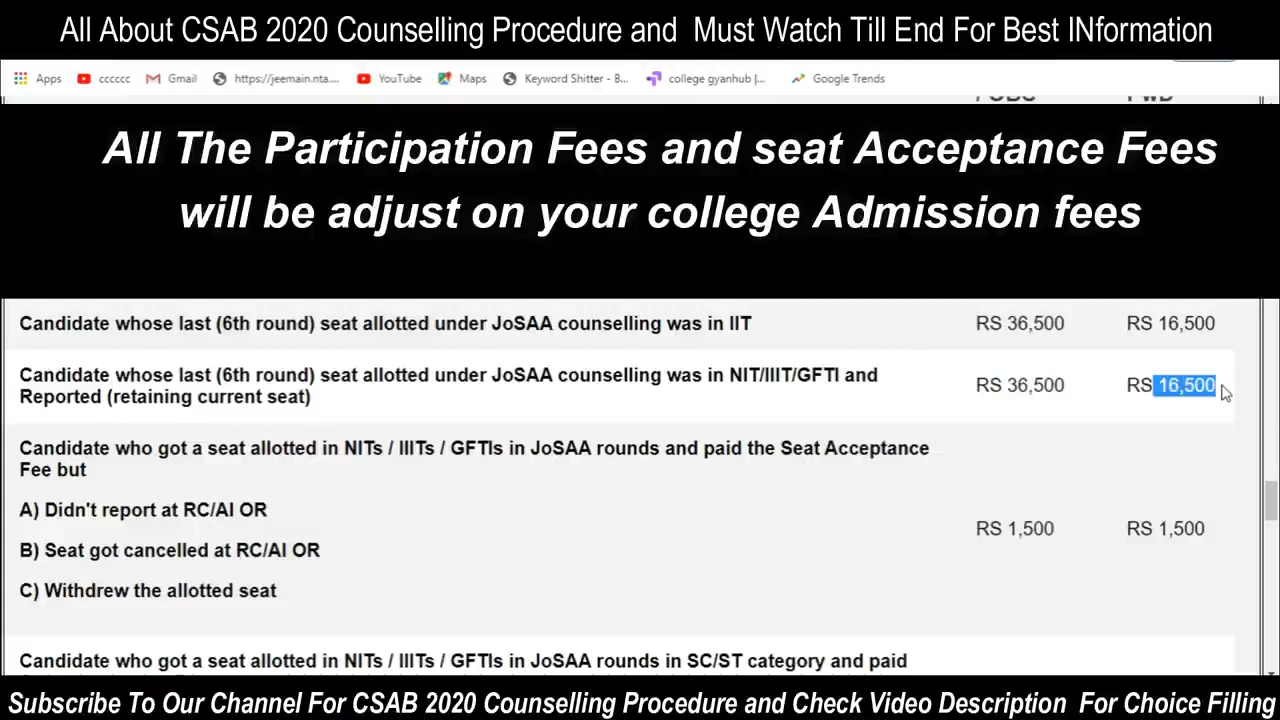 All About CSAB 2020 Counselling Procedure and Must Watch Till End For Best INformation
Apps
cccccc
Gmail
https://jeemain.nta....
YouTube
Maps
Keyword Shitter - B...
college gyanhub |...
Google Trends
/ OBC
PwD
All The Participation Fees and seat Acceptance Fees
will be adjust on your college Admission fees
Candidate whose last (6th round) seat allotted under JoSAA counselling was in IIT
RS 36,500
RS 16,500
Candidate whose last (6th round) seat allotted under JoSAA counselling was in NIT/IIIT/GFTI and
Reported (retaining current seat)
RS 36,500
RS 16,500
Candidate who got a seat allotted in NITs / IIITs / GFTIs in JoSAA rounds and paid the Seat Acceptance
Fee but
A) Didn't report at RC/AI OR
B) Seat got cancelled at RC/AI OR
C) Withdrew the allotted seat
RS 1,500
RS 1,500
Candidate who got a seat allotted in NITs / IIITs / GFTIs in JoSAA rounds in SC/ST category and paid
Subscribe To Our Channel For CSAB 2020 Counselling Procedure and Check Video Description For Choice Filling